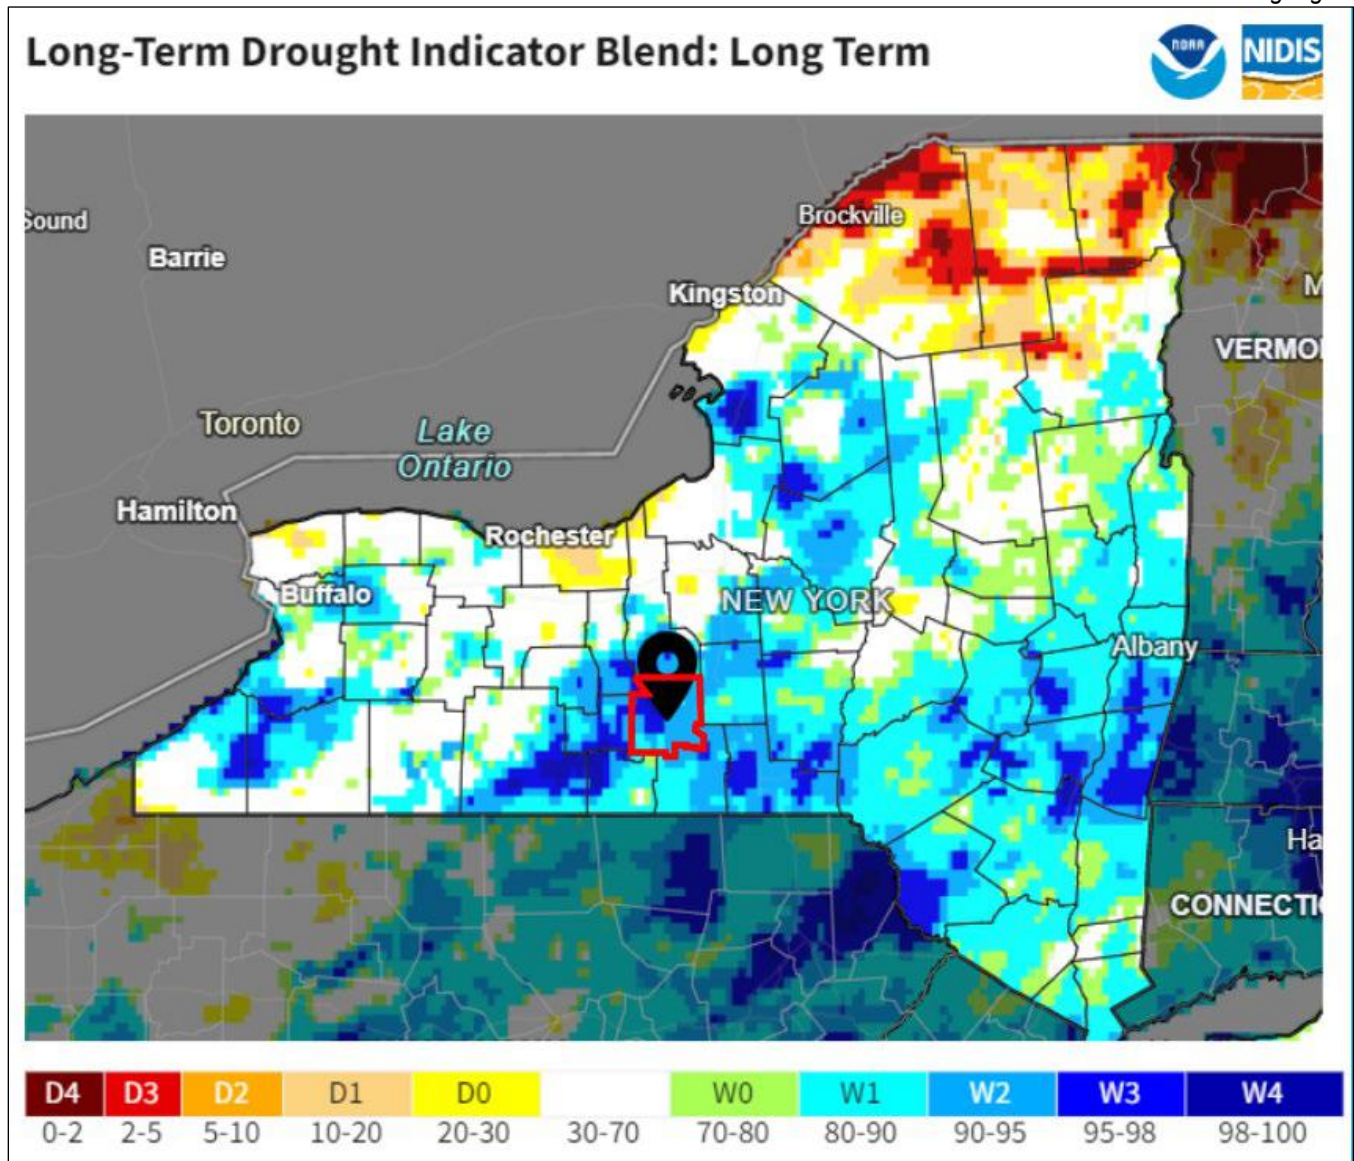 Long-Term Drought Indicator Blend: Long Term
NOAA
NIDIS
Sound
Barrie
Brockville
Kingston
M
VERMO
Toronto
Lake
Ontario
Hamilton
Rochester
Buffalo
NEW YORK
Albany
Ha
CONNECTI
D4 D3 D2 D1 D0 W0 W1 W2 W3 W4
0-2 2-5 5-10 10-20 20-30 30-70 70-80 80-90 90-95 95-98 98-100